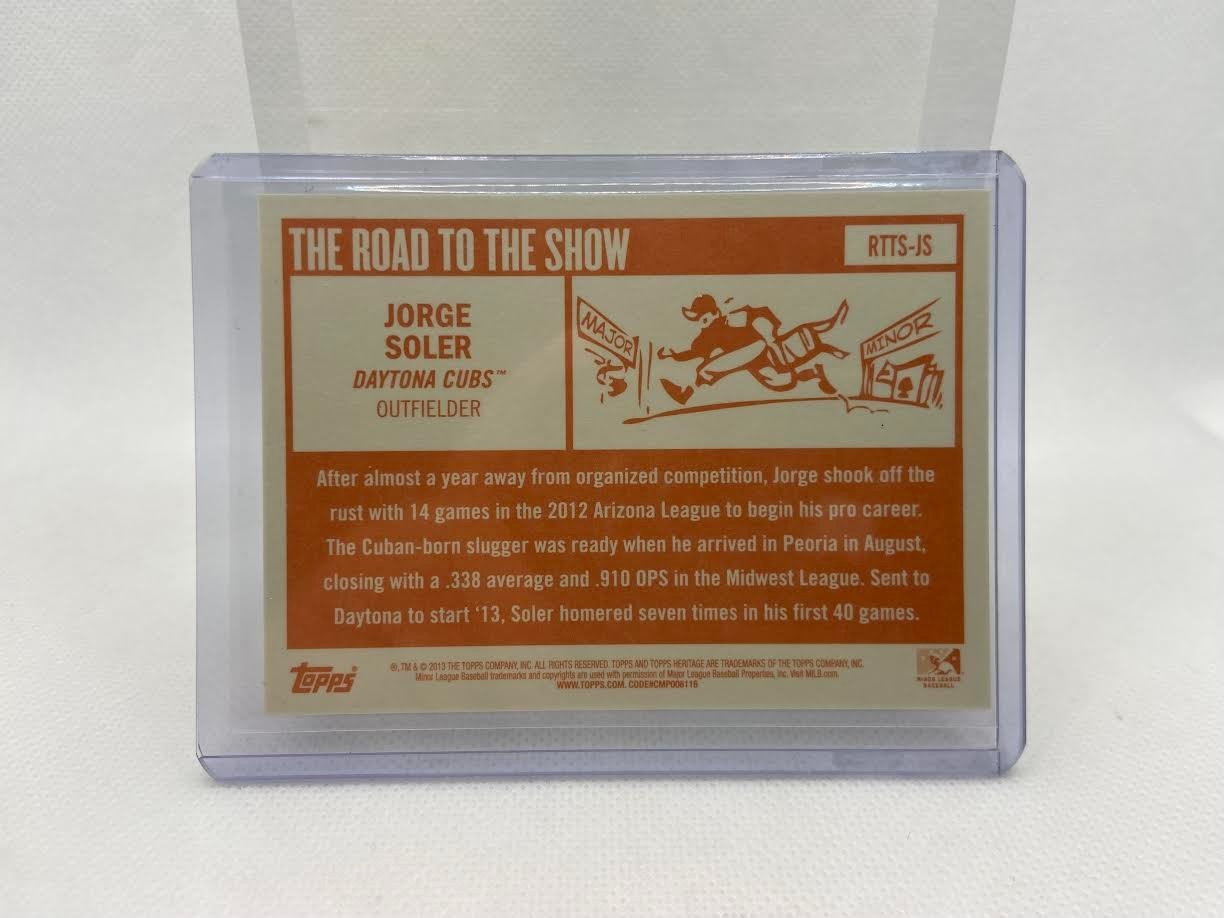 THE ROAD TO THE SHOW
RTTS-JS
JORGE
SOLER
DAYTONA CUBS™
OUTFIELDER
MAJOR
MINOR
After almost a year away from organized competition, Jorge shook off the
rust with 14 games in the 2012 Arizona League to begin his pro career.
The Cuban-born slugger was ready when he arrived in Peoria in August,
closing with a .338 average and .910 OPS in the Midwest League. Sent to
Daytona to start '13, Soler homered seven times in his first 40 games.
topps®
®, TM & © 2013 THE TOPPS COMPANY, INC. ALL RIGHTS RESERVED. TOPPS AND TOPPS HERITAGE ARE TRADEMARKS OF THE TOPPS COMPANY, INC.
Minor League Baseball trademarks and copyrights are used with permission of Major League Baseball Properties, Inc. Visit MiLB.com.
WWW.TOPPS.COM. CODE#CMP006116
MINOR LEAGUE
BASEBALL